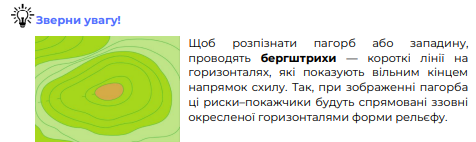 Зверни увагу!
Щоб розпізнати пагорб або западину,
проводять бергштрихи — короткі лінії на
горизонталях, які показують вільним кінцем
напрямок схилу. Так, при зображенні пагорба
ці риски–покажчики будуть спрямовані ззовні
окресленої горизонталями форми рельєфу.